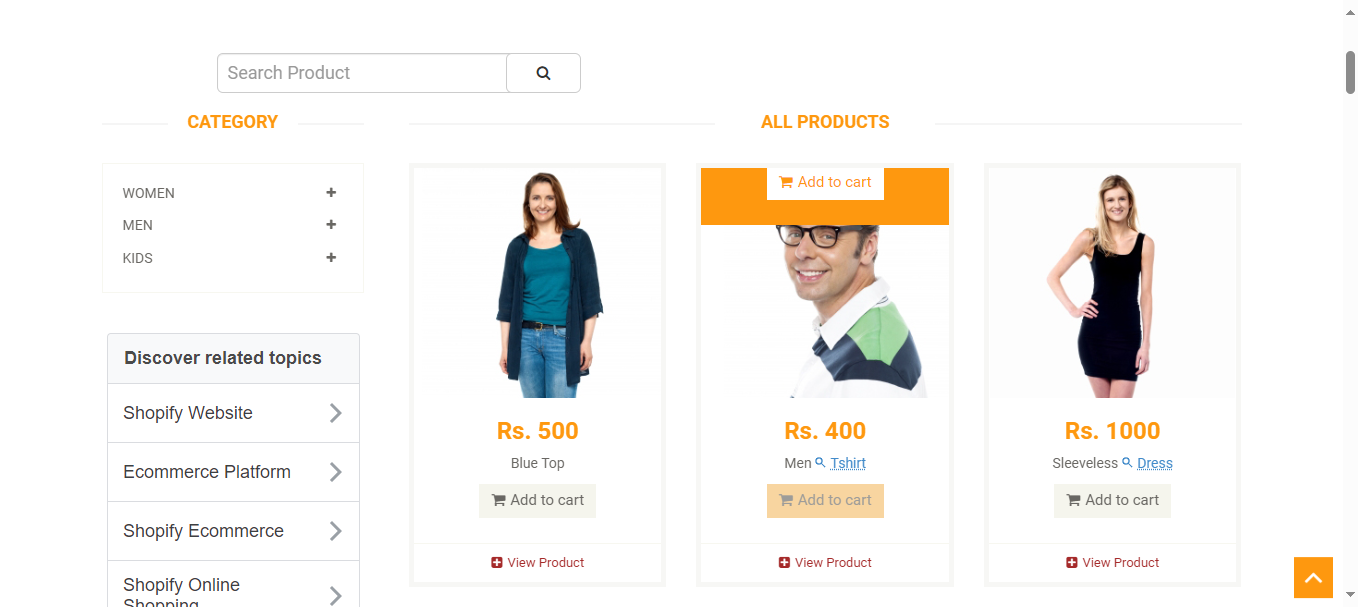 Search Product
CATEGORY
ALL PRODUCTS
WOMEN
MEN
KIDS
Discover related topics
Shopify Website
Ecommerce Platform
Shopify Ecommerce
Shopify Online
Shopping
Rs. 500
Blue Top
Add to cart
View Product
Add to cart
Rs. 400
Men Tshirt
Add to cart
View Product
Rs. 1000
Sleeveless Dress
Add to cart
View Product